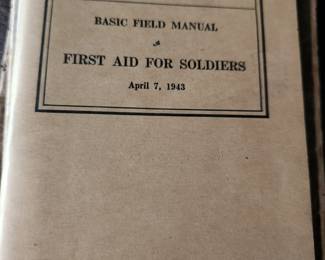 BASIC FIELD MANUAL
FIRST AID FOR SOLDIERS
April 7, 1943